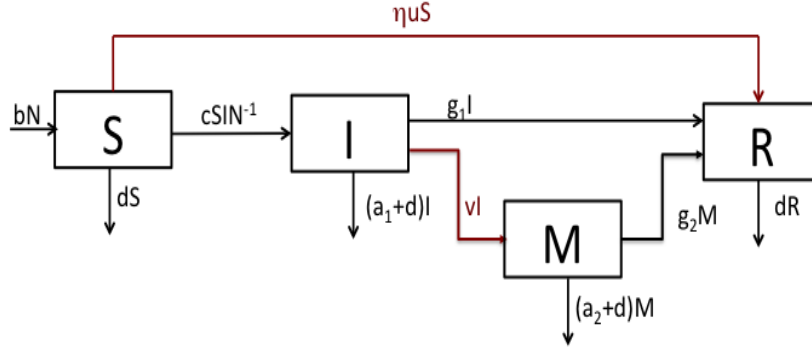 ηuS
bN
S
cSIN⁻¹
I
g₁I
R
dS
(a₁+d)I
vI
M
g₂M
dR
(a₂+d)M